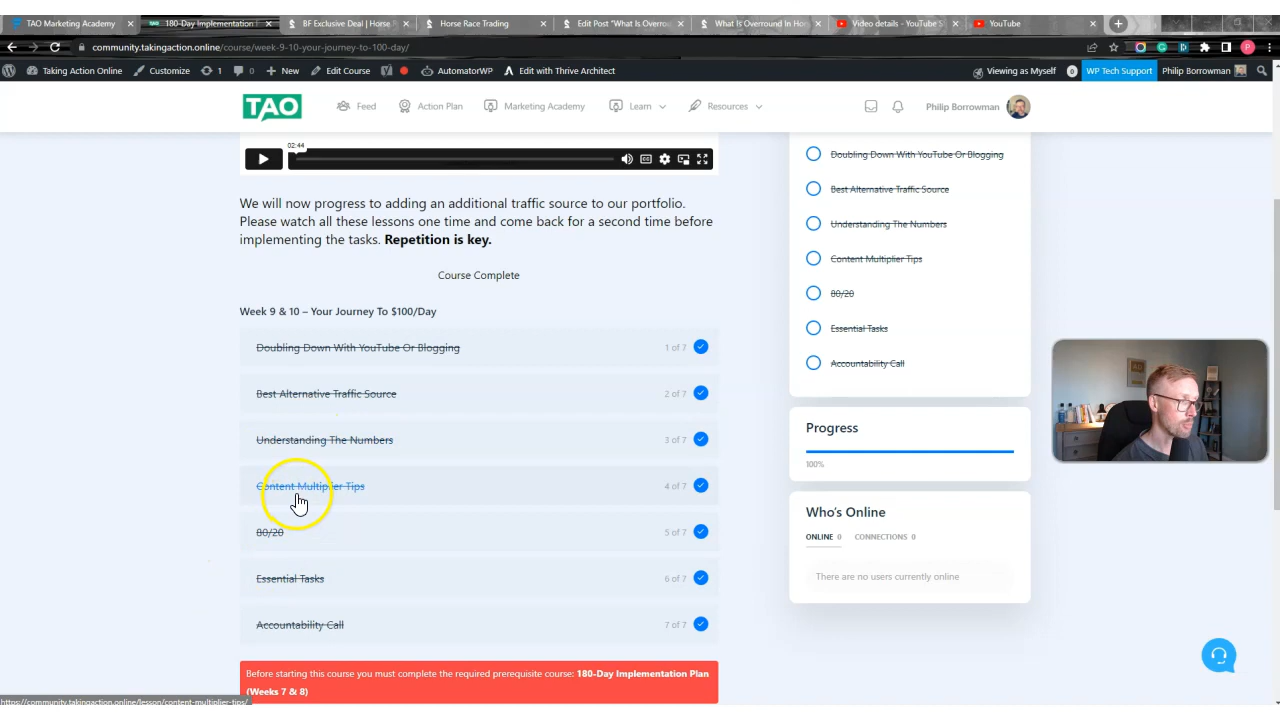 TAO Marketing Academy
180-Day Implementation
BF Exclusive Deal | Horse
Horse Race Trading
Edit Post "What Is Overrou
What Is Overround In Hor
Video details - YouTube S
YouTube
community.takingaction.online/course/week-9-10-your-journey-to-100-day/
Taking Action Online
Customize
1
0
New
Edit Course
AutomatorWP
Edit with Thrive Architect
Viewing as Myself
0
WP Tech Support
Philip Borrowman
TAO
Feed
Action Plan
Marketing Academy
Learn
Resources
Philip Borrowman
02:44
We will now progress to adding an additional traffic source to our portfolio.
Please watch all these lessons one time and come back for a second time before
implementing the tasks. Repetition is key.
Course Complete
Week 9 & 10 – Your Journey To $100/Day
Doubling Down With YouTube Or Blogging
1 of 7
Best Alternative Traffic Source
2 of 7
Understanding The Numbers
3 of 7
Content Multiplier Tips
4 of 7
80/20
5 of 7
Essential Tasks
6 of 7
Accountability Call
7 of 7
Before starting this course you must complete the required prerequisite course: 180-Day Implementation Plan
(Weeks 7 & 8)
Doubling Down With YouTube Or Blogging
Best Alternative Traffic Source
Understanding The Numbers
Content Multiplier Tips
80/20
Essential Tasks
Accountability Call
Progress
100%
Who's Online
ONLINE 0
CONNECTIONS 0
There are no users currently online
https://community.takingaction.online/lesson/content-multiplier-tips/